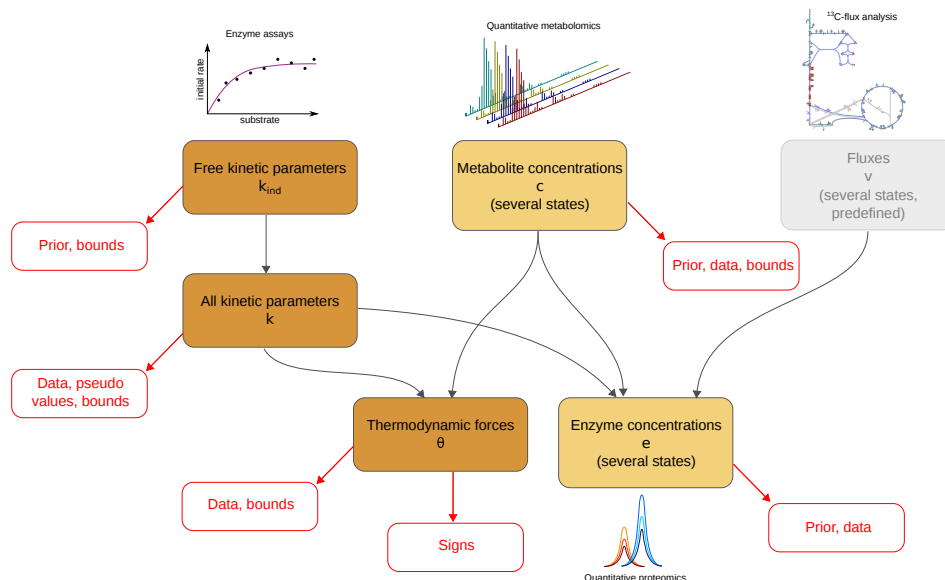 Enzyme assays
initial rate
substrate
Quantitative metabolomics
¹³C-flux analysis
Free kinetic parameters
k_ind
Metabolite concentrations
c
(several states)
Fluxes
v
(several states,
predefined)
Prior, bounds
Prior, data, bounds
All kinetic parameters
k
Data, pseudo
values, bounds
Thermodynamic forces
θ
Enzyme concentrations
e
(several states)
Data, bounds
Signs
Prior, data
Quantitative proteomics